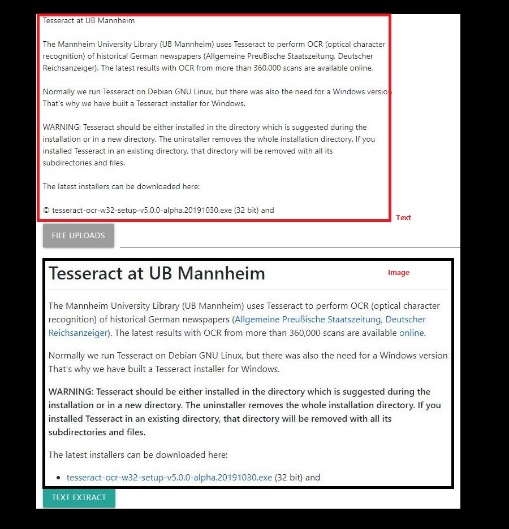 Tesseract at UB Mannheim
The Mannheim University Library (UB Mannheim) uses Tesseract to perform OCR (optical character
recognition) of historical German newspapers (Allgemeine Preußische Staatszeitung, Deutscher
Reichsanzeiger). The latest results with OCR from more than 360.000 scans are available online.
Normally we run Tesseract on Debian GNU Linux, but there was also the need for a Windows version
That's why we have built a Tesseract installer for Windows.
WARNING: Tesseract should be either installed in the directory which is suggested during the
installation or in a new directory. The uninstaller removes the whole installation directory. If you
installed Tesseract in an existing directory, that directory will be removed with all its
subdirectories and files.
The latest installers can be downloaded here:
© tesseract-ocr-w32-setup-v5.0.0-alpha.20191030.exe (32 bit) and
Text
FILE UPLOADS
Tesseract at UB Mannheim
Image
The Mannheim University Library (UB Mannheim) uses Tesseract to perform OCR (optical character
recognition) of historical German newspapers (Allgemeine Preußische Staatszeitung, Deutscher
Reichsanzeiger). The latest results with OCR from more than 360,000 scans are available online.
Normally we run Tesseract on Debian GNU Linux, but there was also the need for a Windows version
That's why we have built a Tesseract installer for Windows.
WARNING: Tesseract should be either installed in the directory which is suggested during the
installation or in a new directory. The uninstaller removes the whole installation directory. If you
installed Tesseract in an existing directory, that directory will be removed with all its
subdirectories and files.
The latest installers can be downloaded here:
• tesseract-ocr-w32-setup-v5.0.0-alpha.20191030.exe (32 bit) and
TEXT EXTRACT